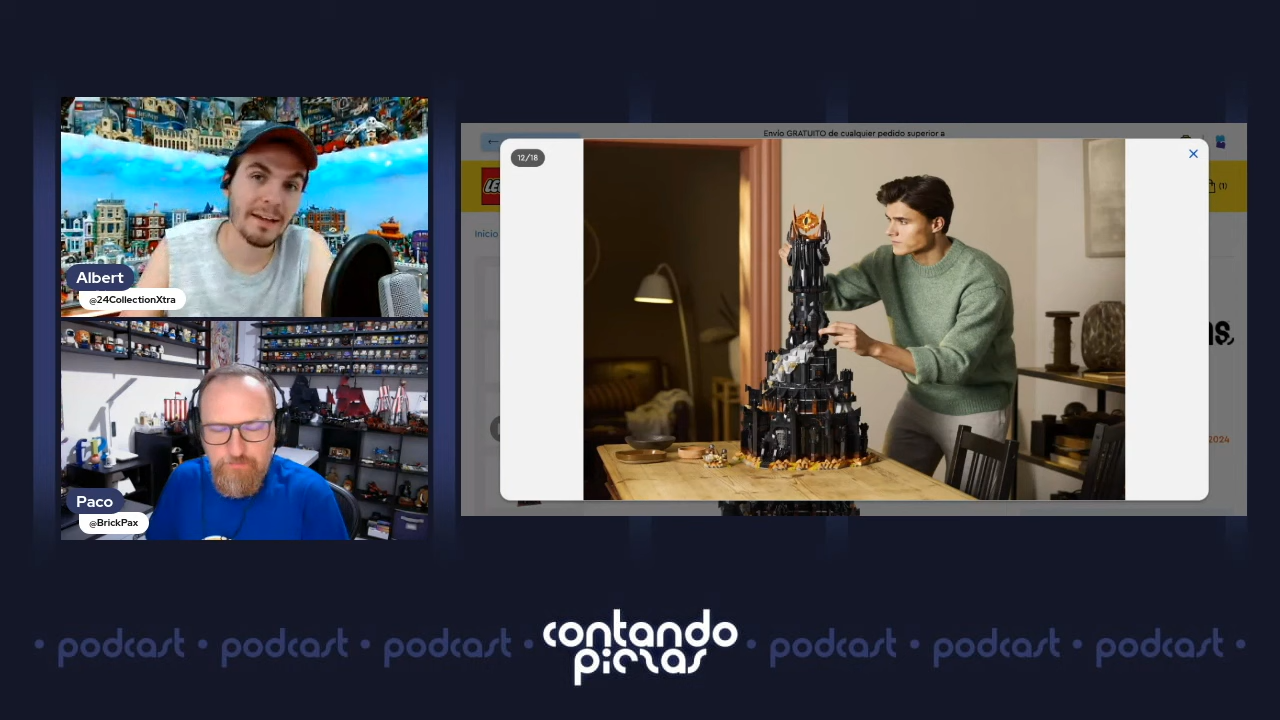 Albert
@24CollectionXtra
Paco
@BrickPax
Envío GRATUITO de cualquier pedido superior a
12/18
(1)
Inicio
2024
• podcast • podcast • podcast • contando piezas • podcast • podcast • podcast •